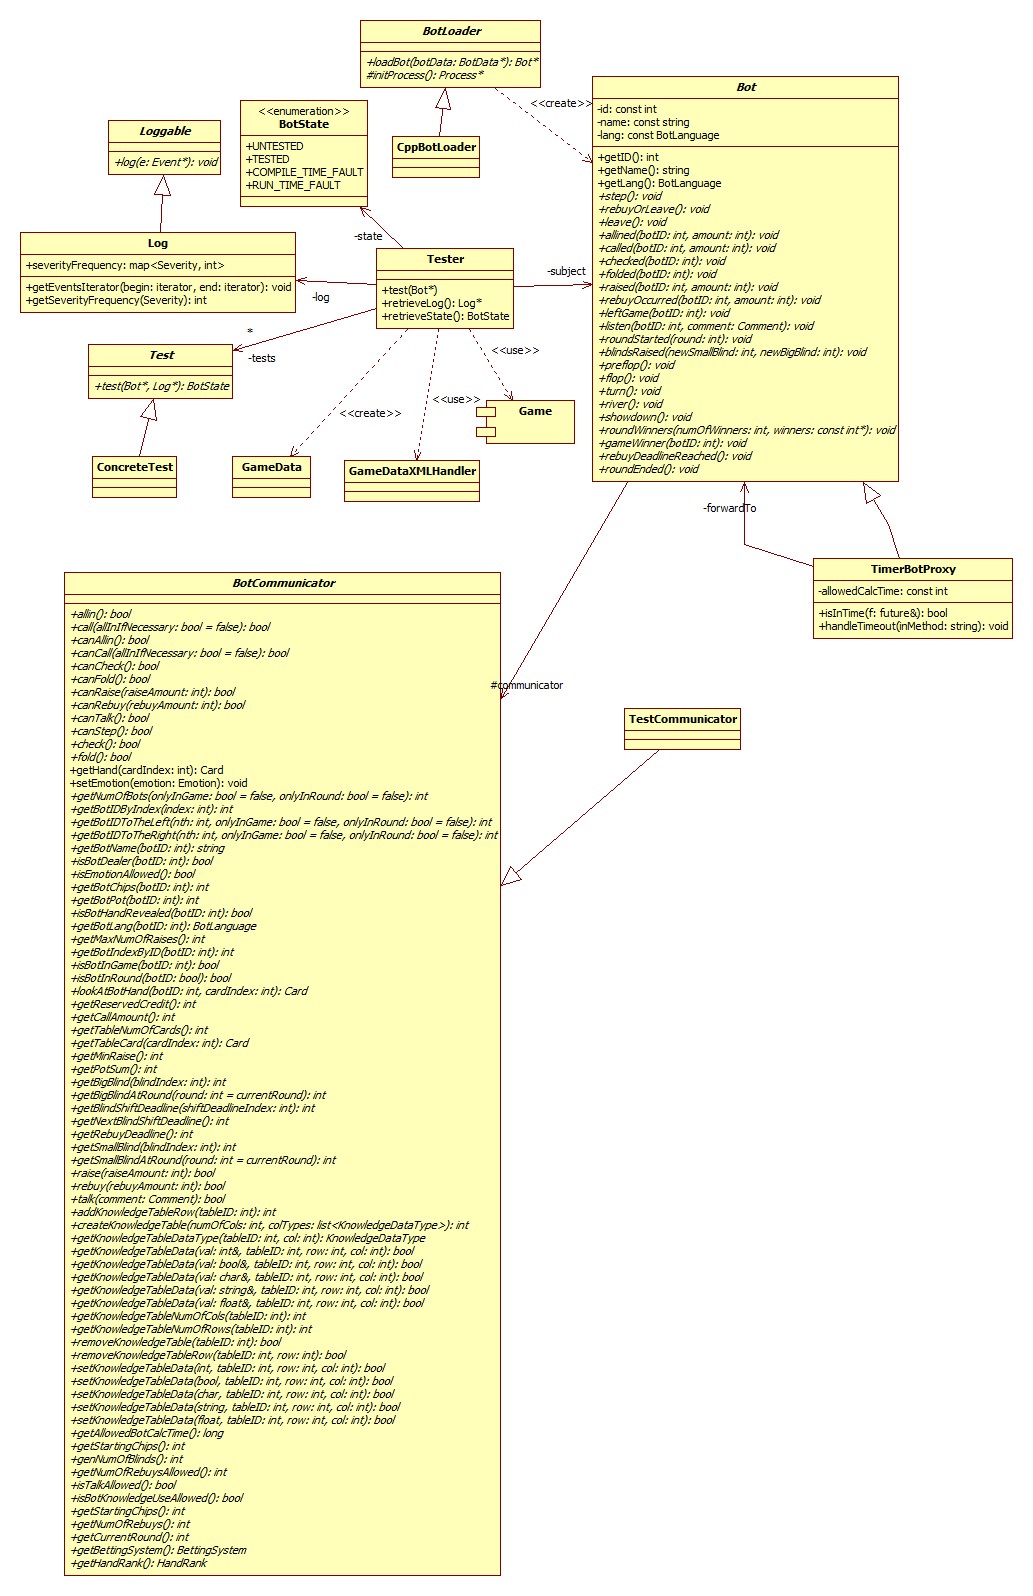 BotLoader
+loadBot(botData: BotData*): Bot*
#initProcess(): Process*
<<create>>
CppBotLoader
<<enumeration>>
BotState
+UNTESTED
+TESTED
+COMPILE_TIME_FAULT
+RUN_TIME_FAULT
Loggable
+log(e: Event*): void
Log
+severityFrequency: map<Severity, int>
+getEventsIterator(begin: iterator, end: iterator): void
+getSeverityFrequency(Severity): int
-state
-log
*
-tests
-subject
Tester
+test(Bot*)
+retrieveLog(): Log*
+retrieveState(): BotState
Test
+test(Bot*, Log*): BotState
ConcreteTest
<<create>>
<<use>>
<<use>>
GameData
GameDataXMLHandler
Game
Bot
-id: const int
-name: const string
-lang: const BotLanguage
+getID(): int
+getName(): string
+getLang(): BotLanguage
+step(): void
+rebuyOrLeave(): void
+leave(): void
+allined(botID: int, amount: int): void
+called(botID: int, amount: int): void
+checked(botID: int): void
+folded(botID: int): void
+raised(botID: int, amount: int): void
+rebuyOccurred(botID: int, amount: int): void
+leftGame(botID: int): void
+listen(botID: int, comment: Comment): void
+roundStarted(round: int): void
+blindsRaised(newSmallBlind: int, newBigBlind: int): void
+preflop(): void
+flop(): void
+turn(): void
+river(): void
+showdown(): void
+roundWinners(numOfWinners: int, winners: const int*): void
+gameWinner(botID: int): void
+rebuyDeadlineReached(): void
+roundEnded(): void
-forwardTo
TimerBotProxy
-allowedCalcTime: const int
+isInTime(f: future&): bool
+handleTimeout(inMethod: string): void
#communicator
TestCommunicator
BotCommunicator
+allin(): bool
+call(allInIfNecessary: bool = false): bool
+canAllin(): bool
+canCall(allInIfNecessary: bool = false): bool
+canCheck(): bool
+canFold(): bool
+canRaise(raiseAmount: int): bool
+canRebuy(rebuyAmount: int): bool
+canTalk(): bool
+canStep(): bool
+check(): bool
+fold(): bool
+getHand(cardIndex: int): Card
+setEmotion(emotion: Emotion): void
+getNumOfBots(onlyInGame: bool = false, onlyInRound: bool = false): int
+getBotIDByIndex(index: int): int
+getBotIDToTheLeft(nth: int, onlyInGame: bool = false, onlyInRound: bool = false): int
+getBotIDToTheRight(nth: int, onlyInGame: bool = false, onlyInRound: bool = false): int
+getBotName(botID: int): string
+isBotDealer(botID: int): bool
+isEmotionAllowed(): bool
+getBotChips(botID: int): int
+getBotPot(botID: int): int
+isBotHandRevealed(botID: int): bool
+getBotLang(botID: int): BotLanguage
+getMaxNumOfRaises(): int
+getBotIndexByID(botID: int): int
+isBotInGame(botID: int): bool
+isBotInRound(botID: bool): bool
+lookAtBotHand(botID: int, cardIndex: int): Card
+getReservedCredit(): int
+getCallAmount(): int
+getTableNumOfCards(): int
+getTableCard(cardIndex: int): Card
+getMinRaise(): int
+getPotSum(): int
+getBigBlind(blindIndex: int): int
+getBigBlindAtRound(round: int = currentRound): int
+getBlindShiftDeadline(shiftDeadlineIndex: int): int
+getNextBlindShiftDeadline(): int
+getRebuyDeadline(): int
+getSmallBlind(blindIndex: int): int
+getSmallBlindAtRound(round: int = currentRound): int
+raise(raiseAmount: int): bool
+rebuy(rebuyAmount: int): bool
+talk(comment: Comment): bool
+addKnowledgeTableRow(tableID: int): int
+createKnowledgeTable(numOfCols: int, colTypes: list<KnowledgeDataType>): int
+getKnowledgeTableDataType(tableID: int, col: int): KnowledgeDataType
+getKnowledgeTableData(val: int&, tableID: int, row: int, col: int): bool
+getKnowledgeTableData(val: bool&, tableID: int, row: int, col: int): bool
+getKnowledgeTableData(val: char&, tableID: int, row: int, col: int): bool
+getKnowledgeTableData(val: string&, tableID: int, row: int, col: int): bool
+getKnowledgeTableData(val: float&, tableID: int, row: int, col: int): bool
+getKnowledgeTableNumOfCols(tableID: int): int
+getKnowledgeTableNumOfRows(tableID: int): int
+removeKnowledgeTable(tableID: int): bool
+removeKnowledgeTableRow(tableID: int, row: int): bool
+setKnowledgeTableData(int, tableID: int, row: int, col: int): bool
+setKnowledgeTableData(bool, tableID: int, row: int, col: int): bool
+setKnowledgeTableData(char, tableID: int, row: int, col: int): bool
+setKnowledgeTableData(string, tableID: int, row: int, col: int): bool
+setKnowledgeTableData(float, tableID: int, row: int, col: int): bool
+getAllowedBotCalcTime(): long
+getStartingChips(): int
+genNumOfBlinds(): int
+getNumOfRebuysAllowed(): int
+isTalkAllowed(): bool
+isBotKnowledgeUseAllowed(): bool
+getStartingChips(): int
+getNumOfRebuys(): int
+getCurrentRound(): int
+getBettingSystem(): BettingSystem
+getHandRank(): HandRank